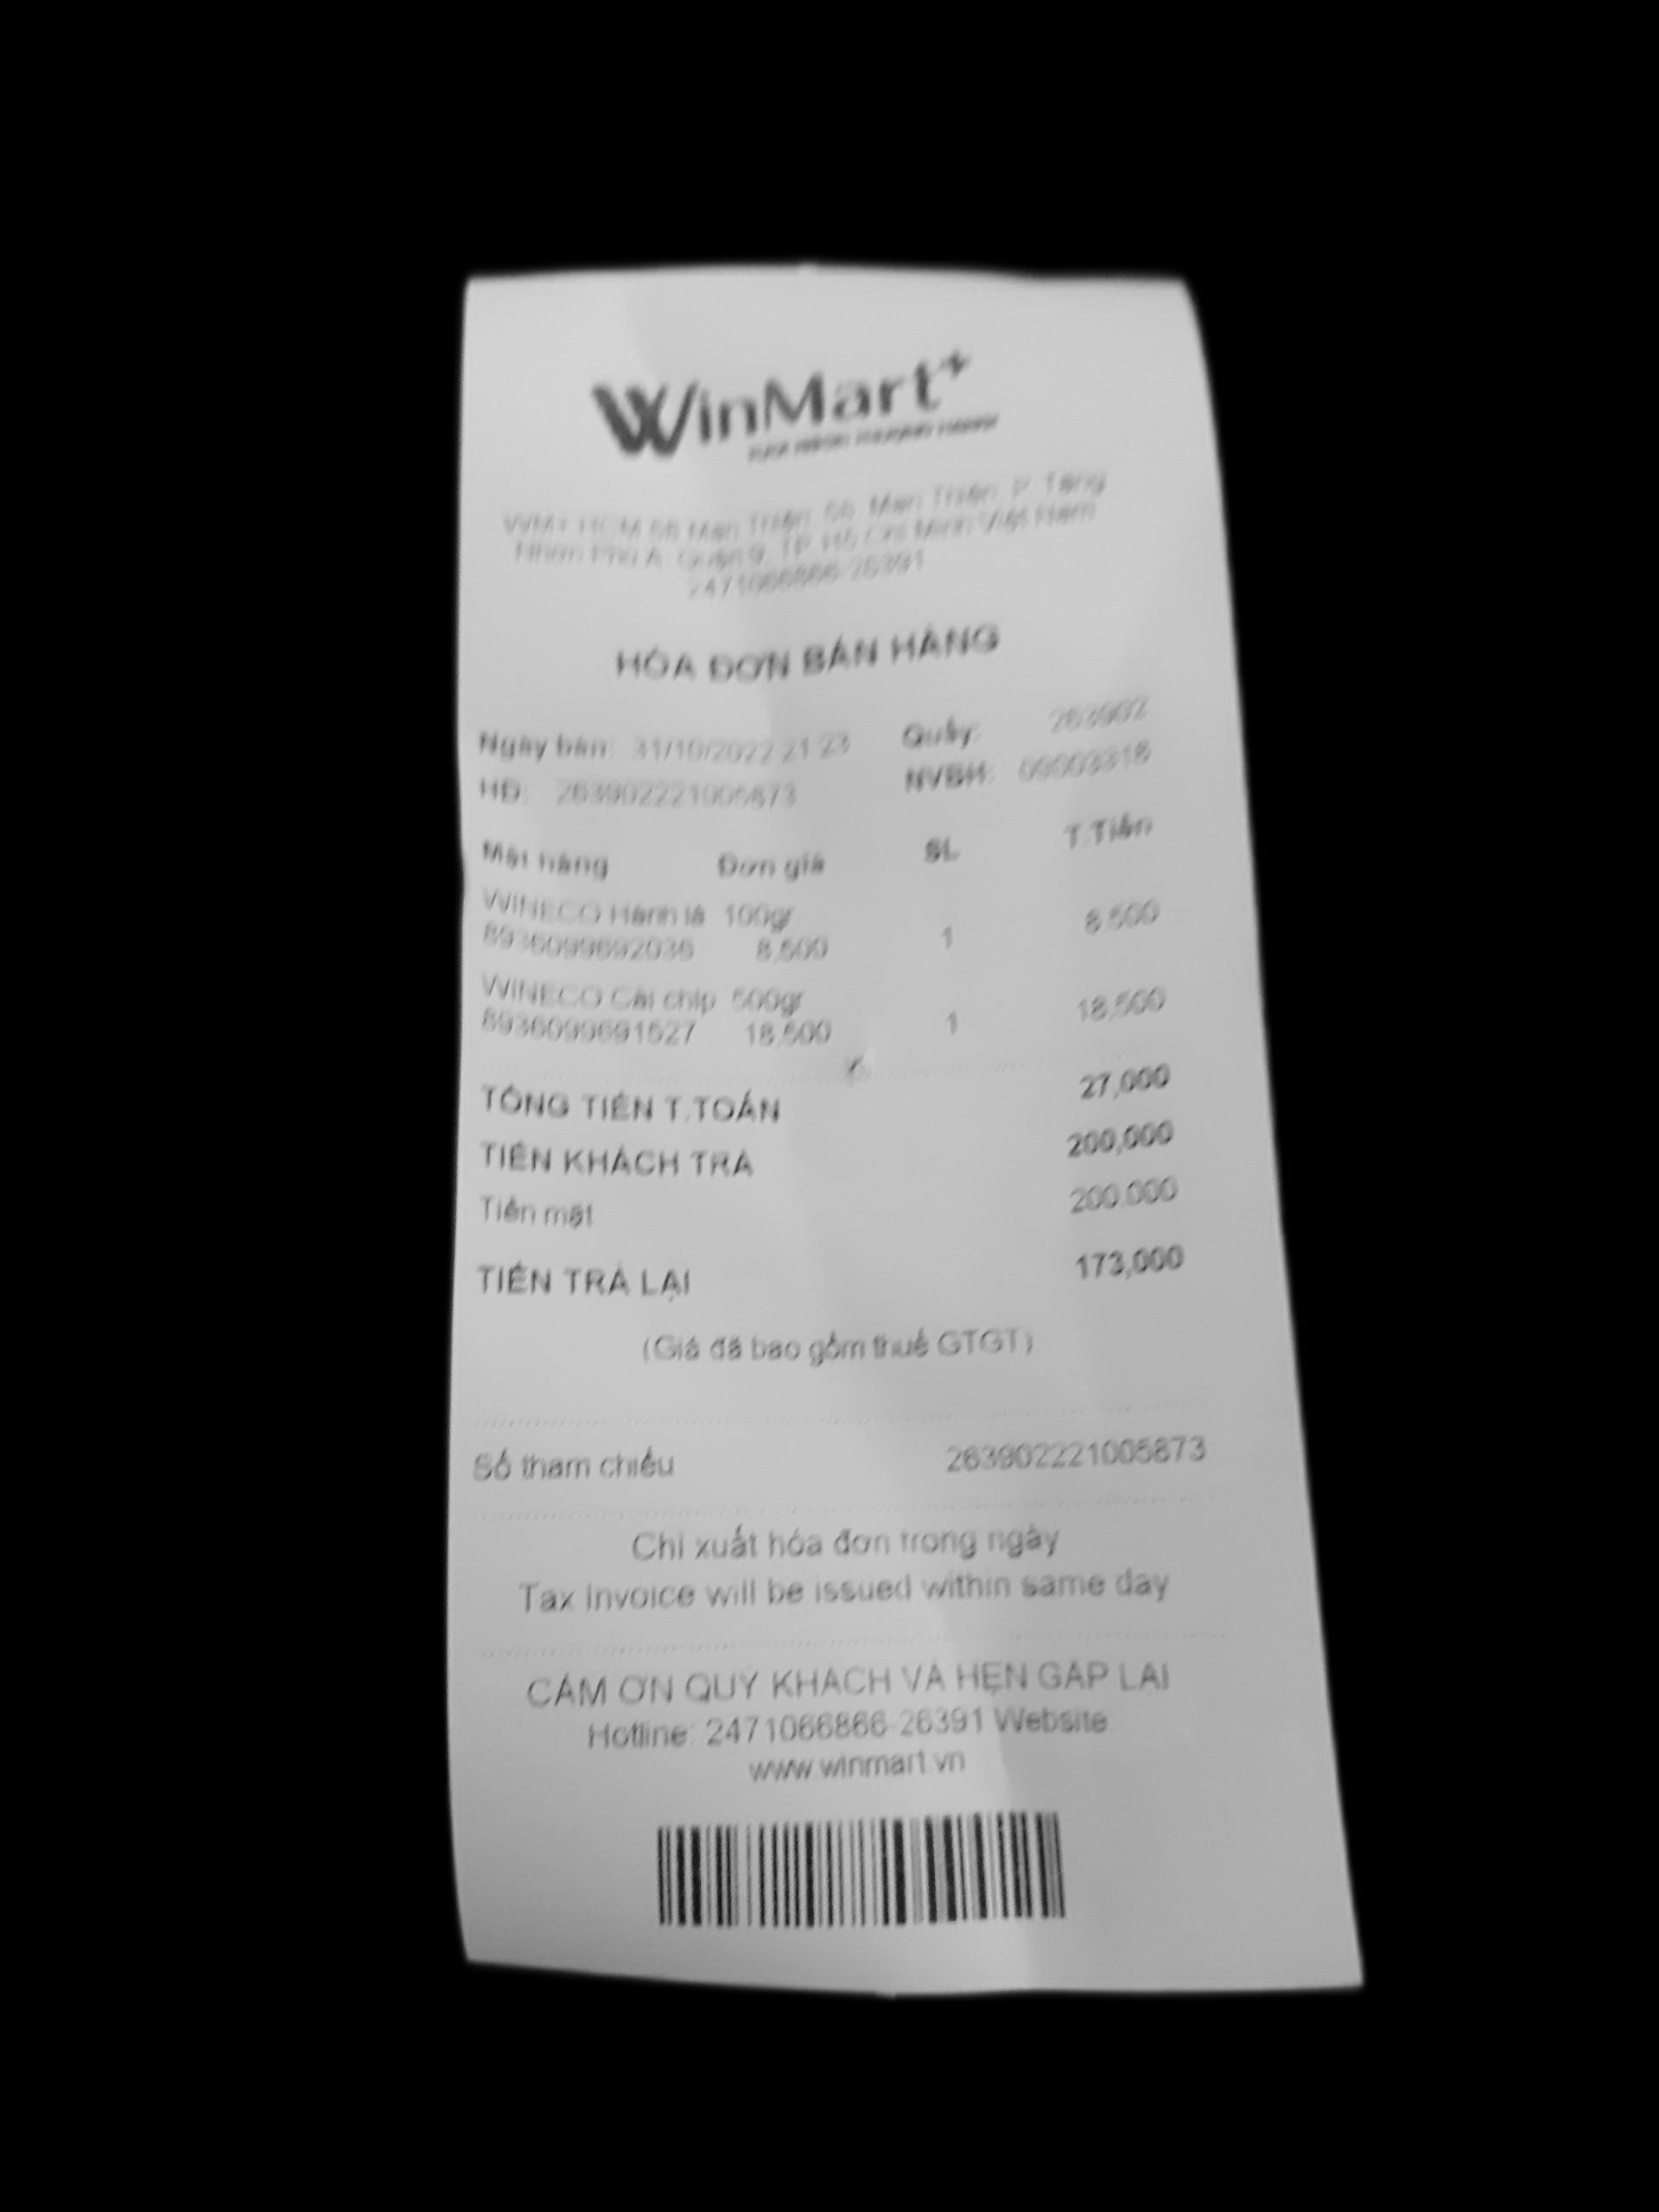 WinMart+
WM+ HCM 66 Man Thiện, 66, Man Thiện, P. Tăng
Nhơn Phú A, Quận 9, TP. Hồ Chí Minh Việt Nam
2471066866-26391
HÓA ĐƠN BÁN HÀNG
Ngày bán: 31/10/2022 21:23 Quầy: 263902
HĐ: 263902221005873 NVBH: 09003318
Mặt hàng Đơn giá SL T.Tiền
WINECO Hành lá 100gr
8936099692036 8,500 1 8,500
WINECO Cải chíp 500gr
8936099691527 18,500 1 18,500
TỔNG TIỀN T.TOÁN 27,000
TIỀN KHÁCH TRẢ 200,000
Tiền mặt 200,000
TIỀN TRẢ LẠI 173,000
(Giá đã bao gồm thuế GTGT)
Số tham chiếu 263902221005873
Chỉ xuất hóa đơn trong ngày
Tax Invoice will be issued within same day
CẢM ƠN QUÝ KHÁCH VÀ HẸN GẶP LẠI
Hotline: 2471066866-26391 Website
www.winmart.vn